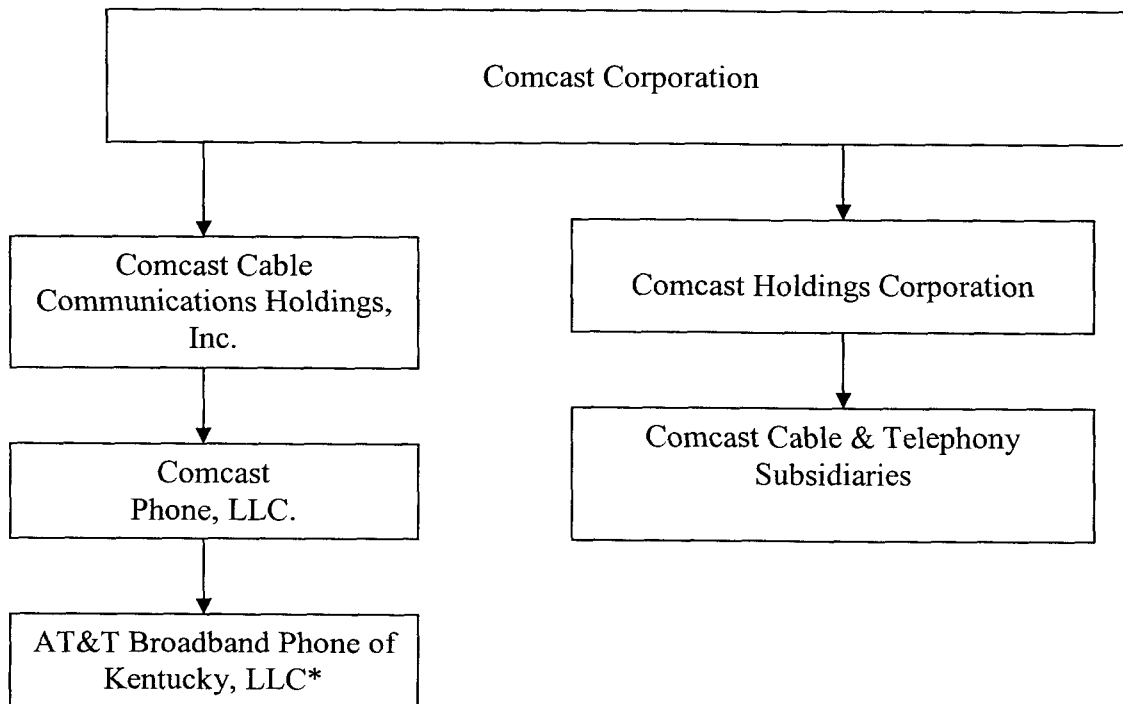 Comcast Corporation
Comcast Cable
Communications Holdings,
Inc.
Comcast
Phone, LLC.
AT&T Broadband Phone of
Kentucky, LLC*
Comcast Holdings Corporation
Comcast Cable & Telephony
Subsidiaries